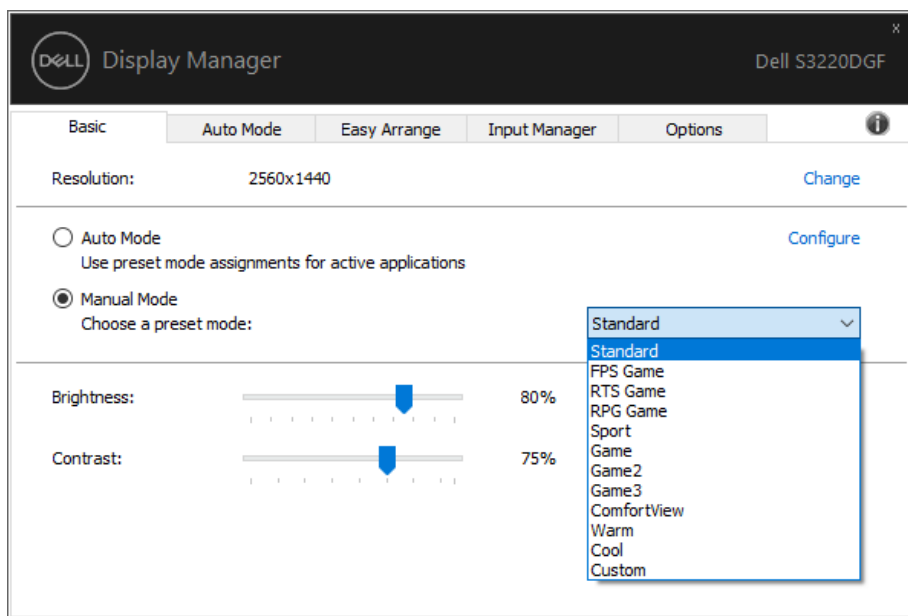 x
DELL Display Manager Dell S3220DGF
Basic Auto Mode Easy Arrange Input Manager Options i
Resolution: 2560x1440 Change
Auto Mode Configure
Use preset mode assignments for active applications
Manual Mode
Choose a preset mode: Standard
Standard
FPS Game
RTS Game
RPG Game
Sport
Game
Game2
Game3
ComfortView
Warm
Cool
Custom
Brightness: 80%
Contrast: 75%